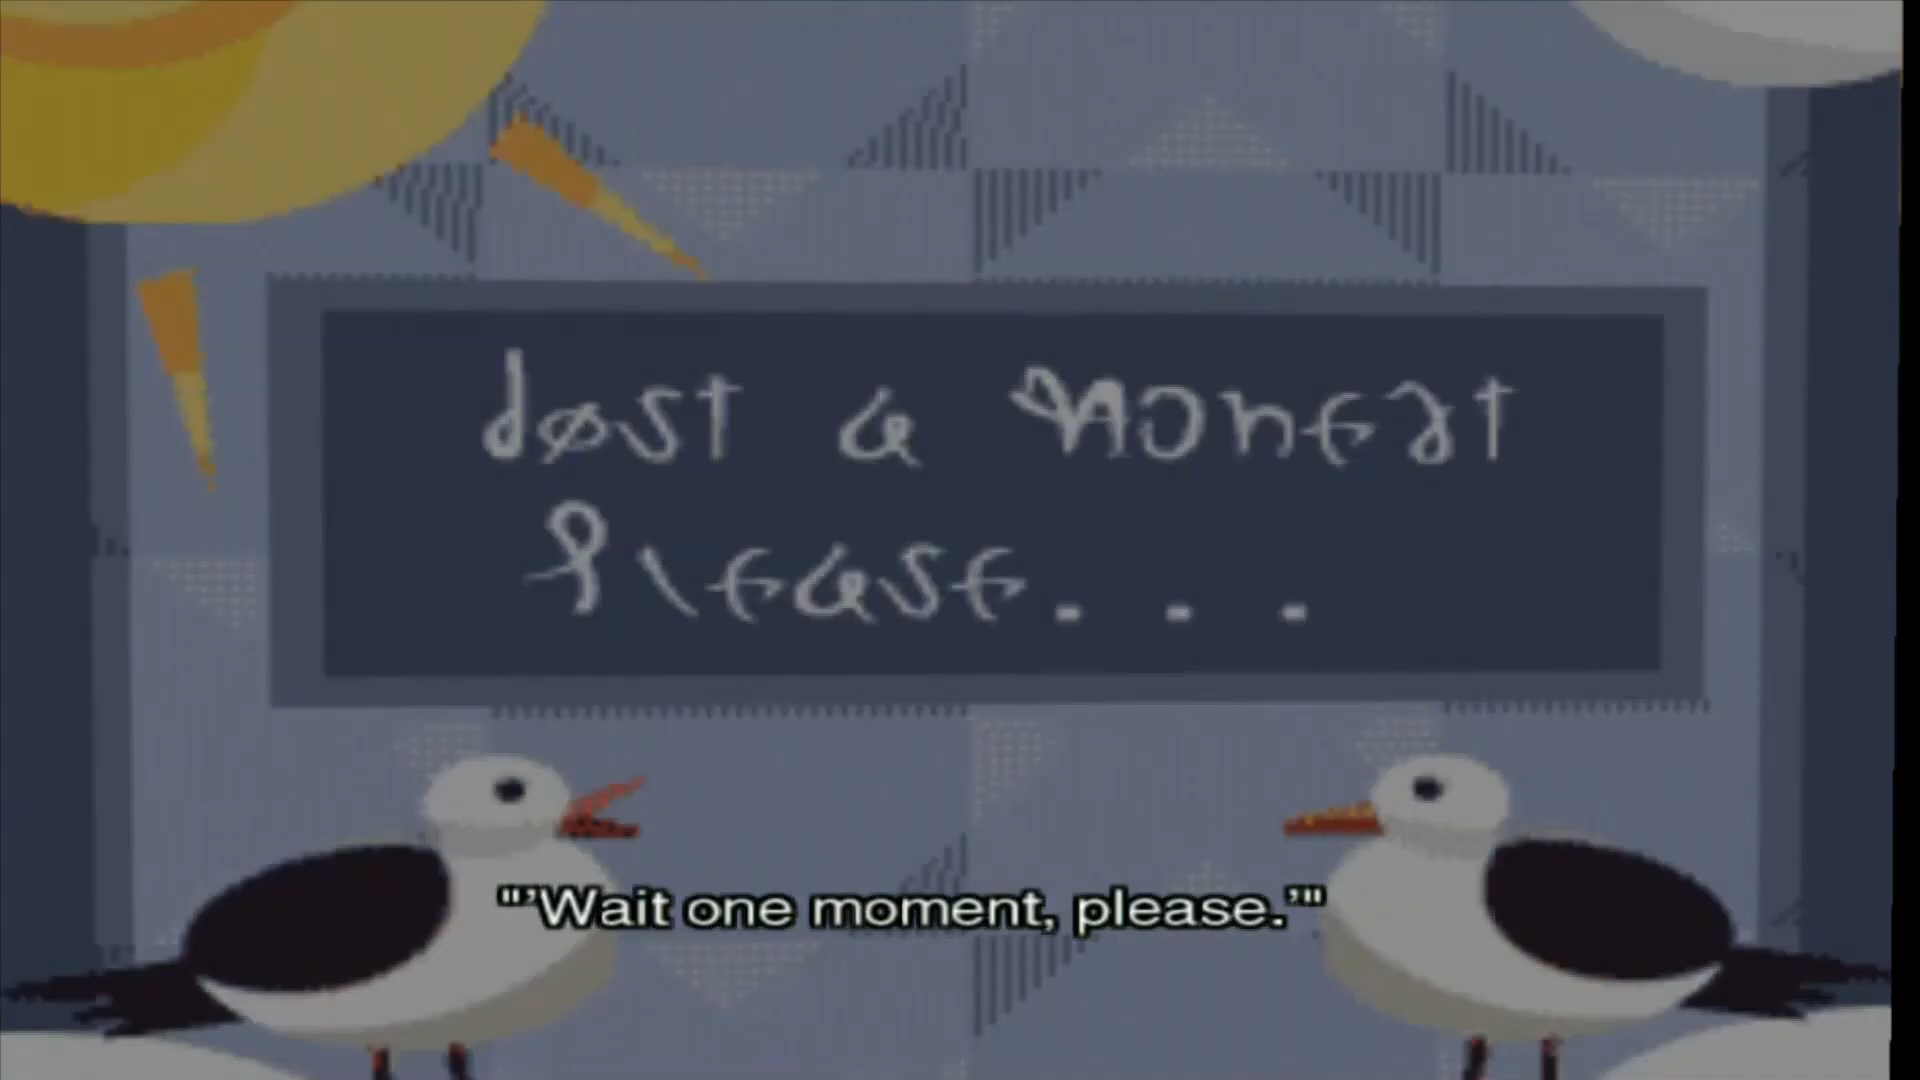 Just a Moment
Please. . .
"’Wait one moment, please.’"